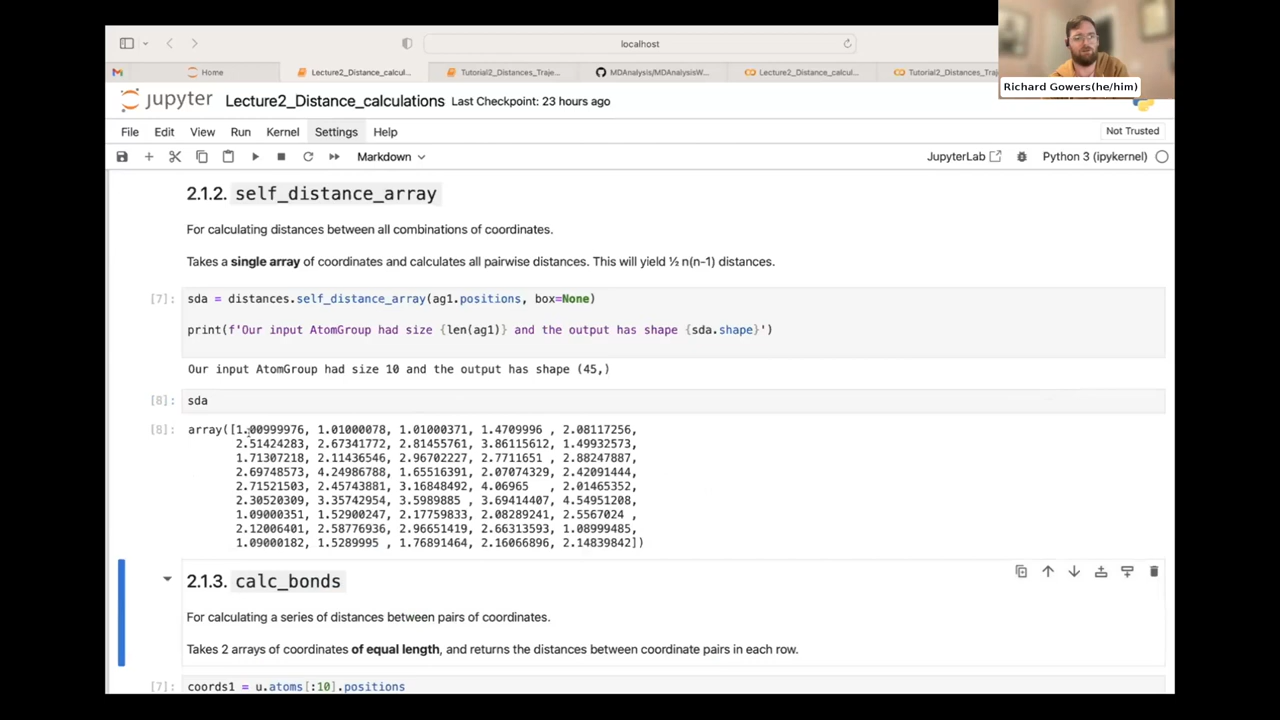 localhost
Home
Lecture2_Distance_calcul...
Tutorial2_Distances_Traje...
MDAnalysis/MDAnalysisW...
Lecture2_Distance_calcul...
Tutorial2_Distances_Traj
Richard Gowers(he/him)
jupyter Lecture2_Distance_calculations Last Checkpoint: 23 hours ago
File Edit View Run Kernel Settings Help
Not Trusted
Markdown
JupyterLab
Python 3 (ipykernel)
2.1.2. self_distance_array
For calculating distances between all combinations of coordinates.
Takes a single array of coordinates and calculates all pairwise distances. This will yield ½ n(n-1) distances.
[7]: sda = distances.self_distance_array(ag1.positions, box=None)
print(f'Our input AtomGroup had size {len(ag1)} and the output has shape {sda.shape}')
Our input AtomGroup had size 10 and the output has shape (45,)
[8]: sda
[8]: array([1.00999976, 1.01000078, 1.01000371, 1.4709996 , 2.08117256,
2.51424283, 2.67341772, 2.81455761, 3.86115612, 1.49932573,
1.71307218, 2.11436546, 2.96702227, 2.7711651 , 2.88247887,
2.69748573, 4.24986788, 1.65516391, 2.07074329, 2.42091444,
2.71521503, 2.45743881, 3.16848492, 4.06965 , 2.01465352,
2.30520309, 3.35742954, 3.5989885 , 3.69414407, 4.54951208,
1.09000351, 1.52900247, 2.17759833, 2.08289241, 2.5567024 ,
2.12006401, 2.58776936, 2.96651419, 2.66313593, 1.08999485,
1.09000182, 1.5289995 , 1.76891464, 2.16066896, 2.14839842])
2.1.3. calc_bonds
For calculating a series of distances between pairs of coordinates.
Takes 2 arrays of coordinates of equal length, and returns the distances between coordinate pairs in each row.
[7]: coords1 = u.atoms[:10].positions